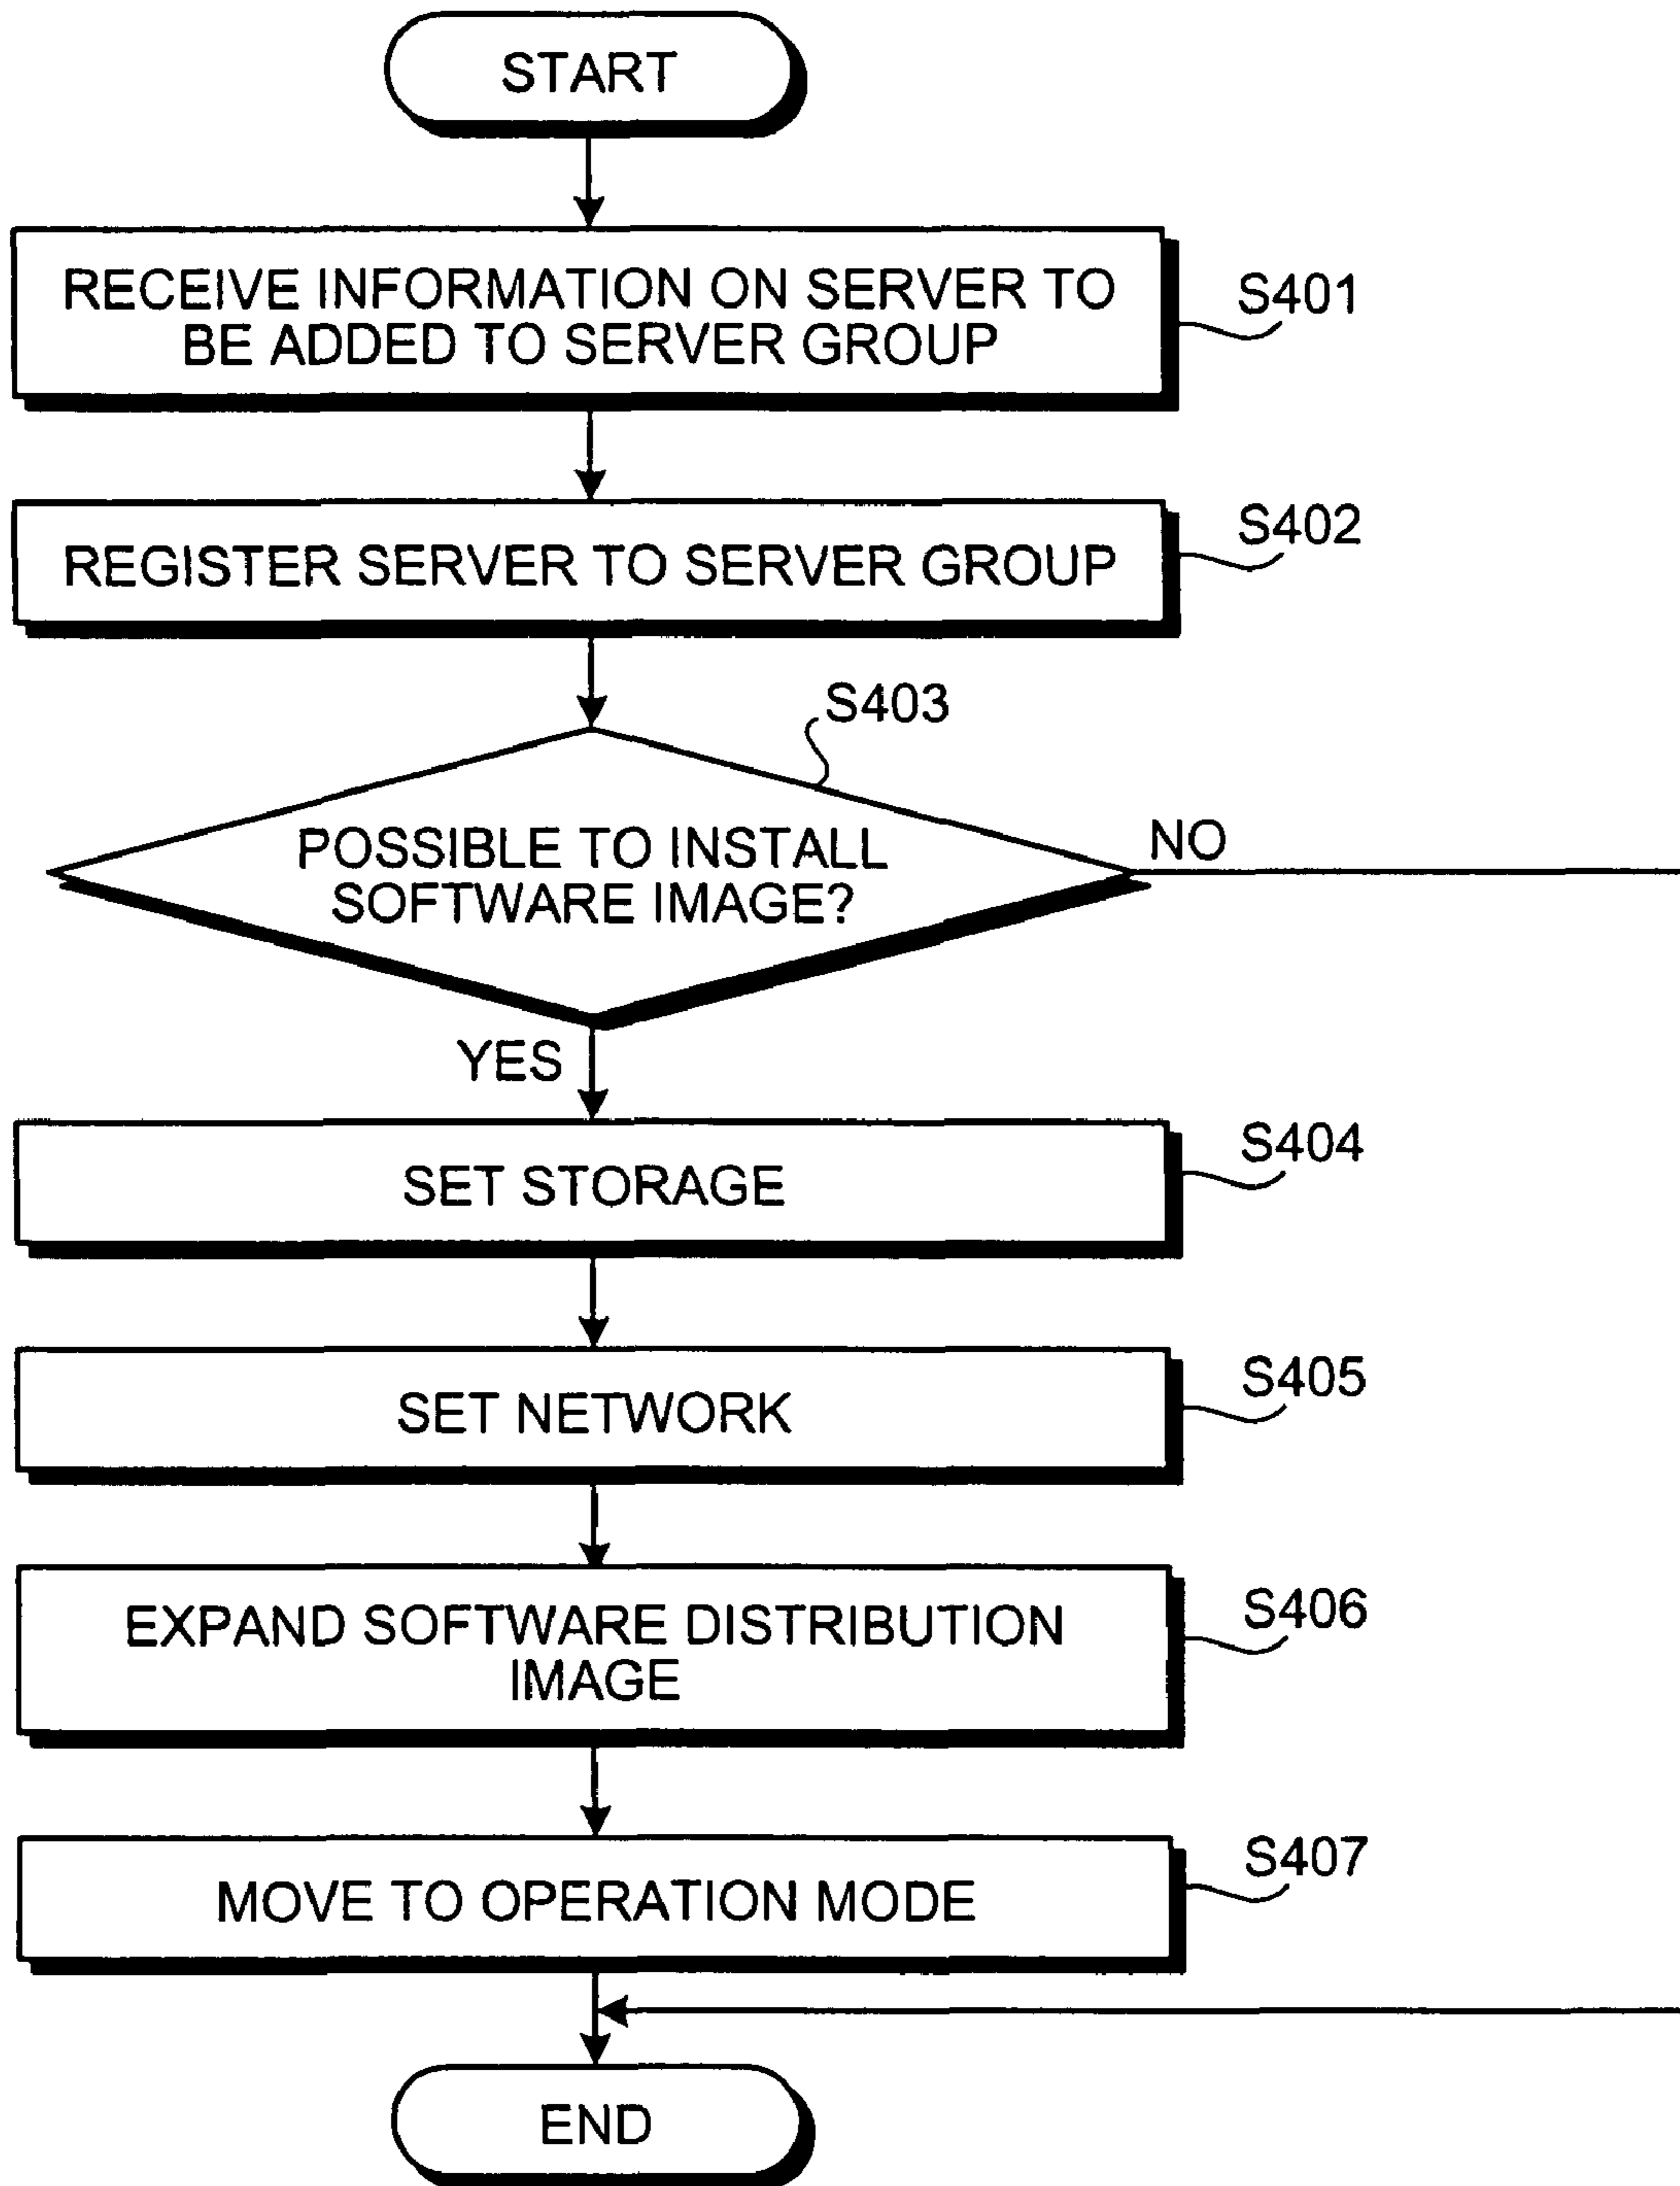 START
RECEIVE INFORMATION ON SERVER TO
BE ADDED TO SERVER GROUP
S401
REGISTER SERVER TO SERVER GROUP
S402
S403
POSSIBLE TO INSTALL
SOFTWARE IMAGE?
NO
YES
SET STORAGE
S404
SET NETWORK
S405
EXPAND SOFTWARE DISTRIBUTION
IMAGE
S406
MOVE TO OPERATION MODE
S407
END